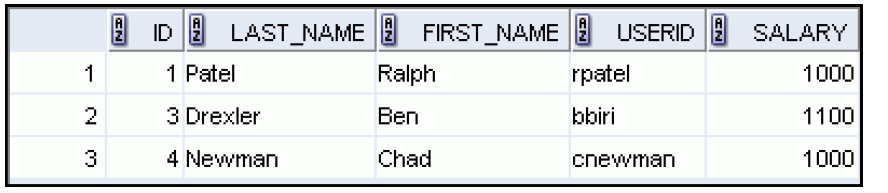 ID LAST_NAME FIRST_NAME USERID SALARY
1 1 Patel Ralph rpatel 1000
2 3 Drexler Ben bbiri 1100
3 4 Newman Chad cnewman 1000